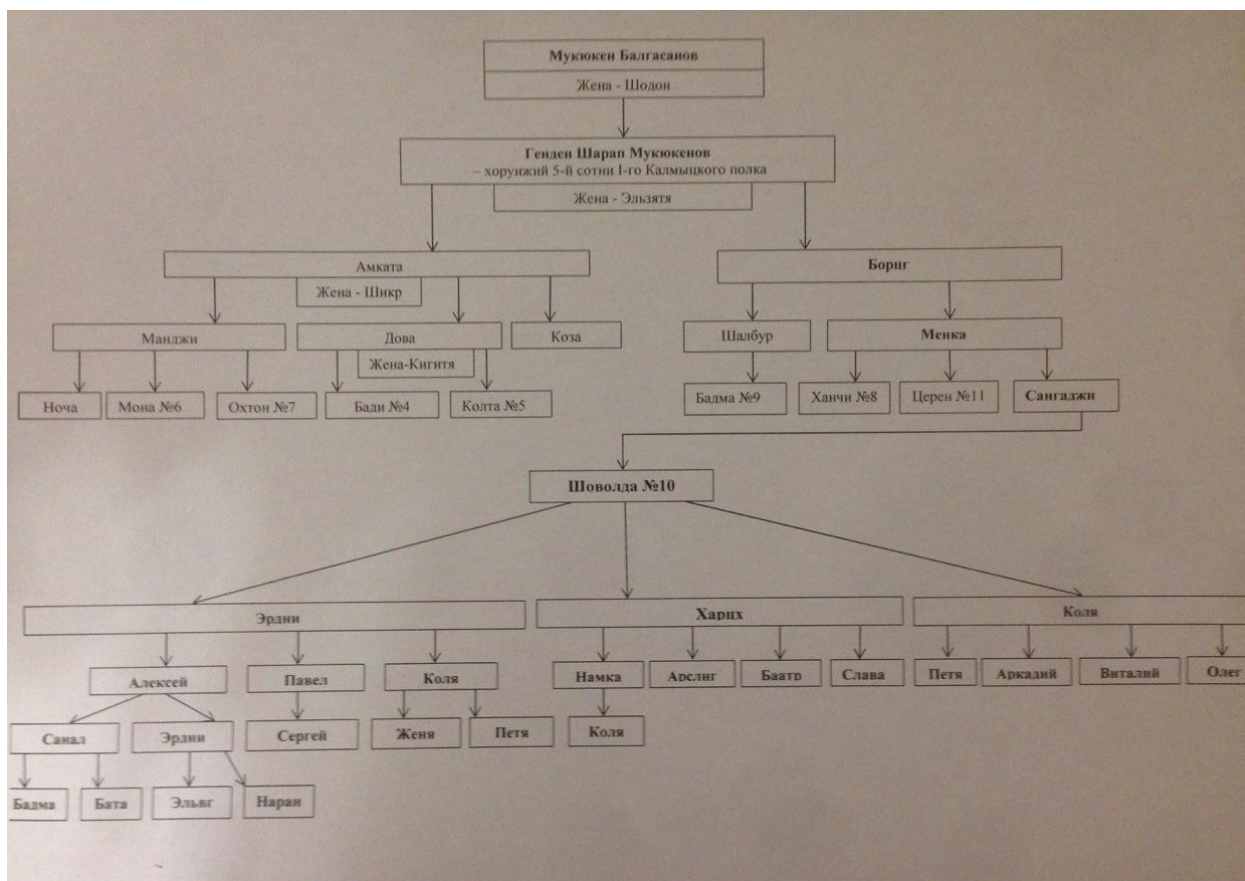 Мукюкен Балгасанов
Жена - Шодон
Генден Шарап Мукюкенов
– хорунжий 5-й сотни I-го Калмыцкого полка
Жена - Эльзятя
Амката
Жена - Шикр
Борцг
Манджи
Дова
Жена-Кигитя
Коза
Шалбур
Менка
Ноча
Мона №6
Охтон №7
Бади №4
Колта №5
Бадма №9
Ханчи №8
Церен №11
Сангаджи
Шоволда №10
Эрдни
Харцх
Коля
Алексей
Павел
Коля
Намка
Арслнг
Баатр
Слава
Петя
Аркадий
Виталий
Олег
Санал
Эрдни
Сергей
Женя
Петя
Коля
Бадма
Бата
Эльвг
Наран